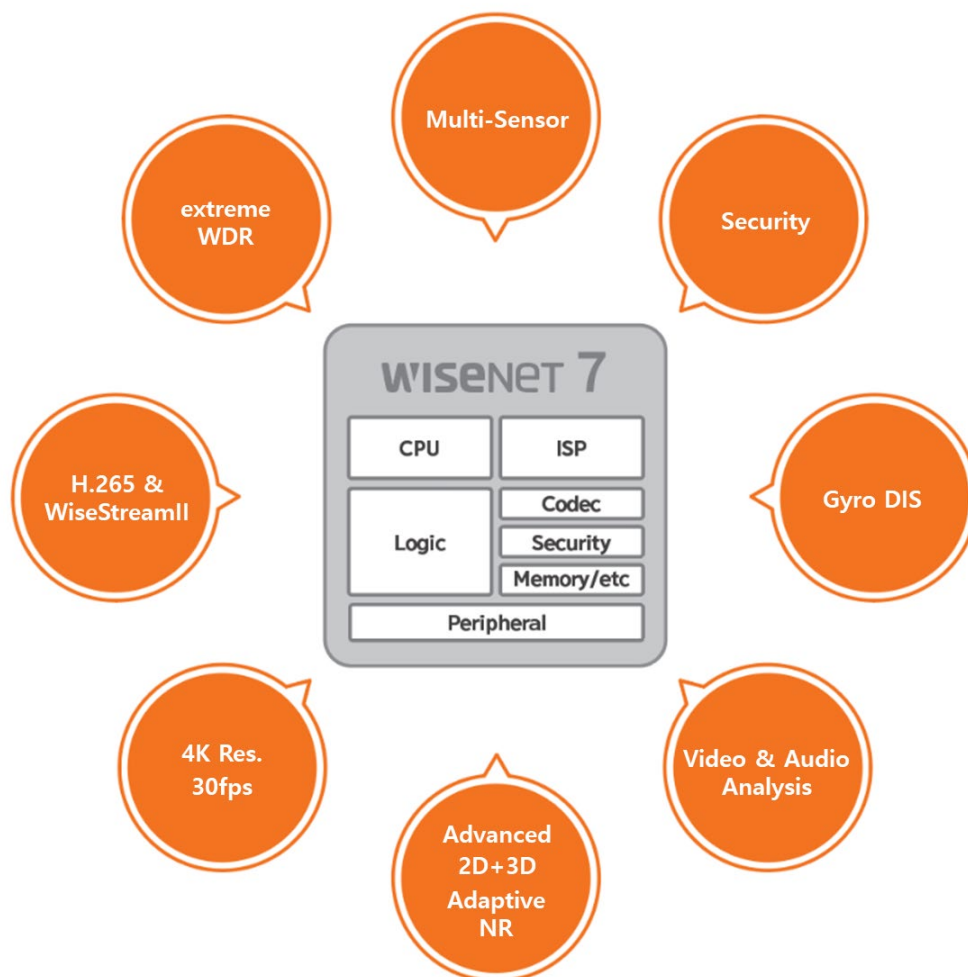 Multi-Sensor
extreme
WDR
Security
WISENET 7
CPU
ISP
Logic
Codec
Security
Memory/etc
Peripheral
H.265 &
WiseStreamII
Gyro DIS
4K Res.
30fps
Advanced
2D+3D
Adaptive
NR
Video & Audio
Analysis